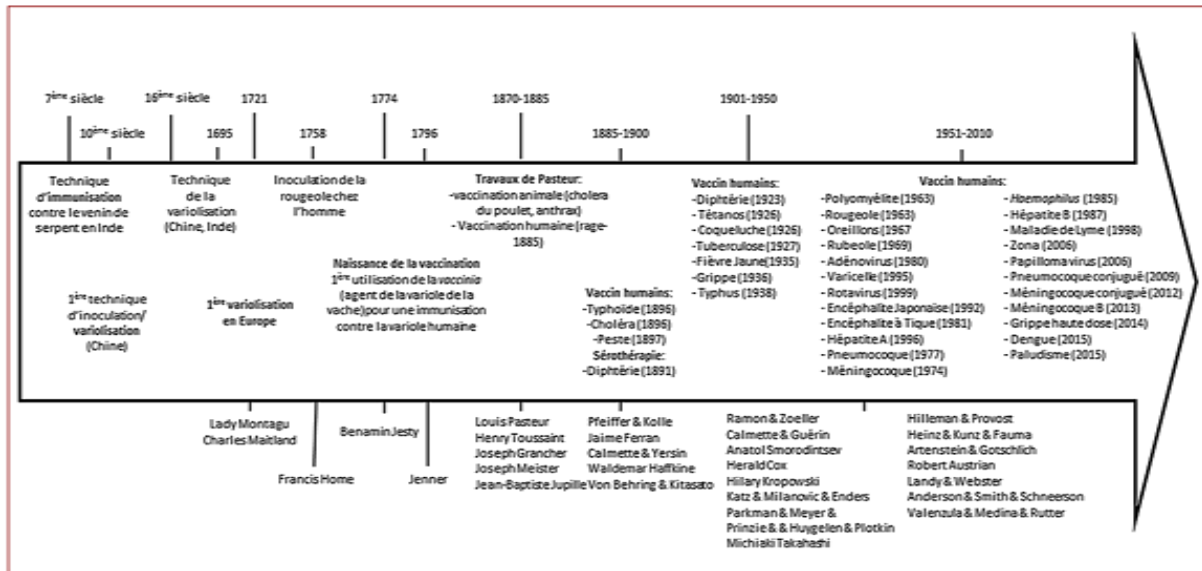 7ème siècle
16ème siècle
1721
1774
1870-1885
1901-1950
10ème siècle
1695
1758
1796
1885-1900
1951-2010
Technique
d'immunisation
contre le venin de
serpent en Inde
1ère technique
d'inoculation/
variolisation
(Chine)
Technique
de la
variolisation
(Chine, Inde)
1ère variolisation
en Europe
Inoculation de la
rougeole chez
l'homme
Naissance de la vaccination
1ère utilisation de la vaccinia
(agent de la variole de la
vache) pour une immunisation
contre la variole humaine
Travaux de Pasteur:
-vaccination animale (cholera
du poulet, anthrax)
- Vaccination humaine (rage-
1885)
Vaccin humains:
-Typhoïde (1896)
-Choléra (1896)
-Peste (1897)
Sérothérapie:
-Diphtérie (1891)
Vaccin humains:
-Diphtérie (1923)
- Tétanos (1926)
- Coqueluche (1926)
-Tuberculose (1927)
-Fièvre Jaune (1935)
-Grippe (1936)
- Typhus (1938)
Vaccin humains:
-Polyomyélite (1963)
- Rougeole (1963)
- Oreillons (1967
- Rubeole (1969)
- Adénovirus (1980)
- Varicelle (1995)
- Rotavirus (1999)
- Encéphalite Japonaise (1992)
- Encéphalite à Tique (1981)
- Hépatite A (1996)
- Pneumocoque (1977)
- Méningocoque (1974)
- Haemophilus (1985)
- Hépatite B (1987)
- Maladie de Lyme (1998)
- Zona (2006)
- Papilloma virus (2006)
- Pneumocoque conjugué (2009)
- Méningocoque conjugué (2012)
- Méningocoque B (2013)
- Grippe haute dose (2014)
- Dengue (2015)
- Paludisme (2015)
Lady Montagu
Charles Maitland
Francis Home
Benamin Jesty
Jenner
Louis Pasteur
Henry Toussaint
Joseph Grancher
Joseph Meister
Jean-Baptiste Jupille
Pfeiffer & Kolle
Jaime Ferran
Calmette & Yersin
Waldemar Haffkine
Von Behring & Kitasato
Ramon & Zoeller
Calmette & Guérin
Anatol Smorodintsev
Herald Cox
Hilary Kropowski
Katz & Milanovic & Enders
Parkman & Meyer &
Prinzie & & Huygelen & Plotkin
Michiaki Takahashi
Hilleman & Provost
Heinz & Kunz & Fauma
Artenstein & Gotschlich
Robert Austrian
Landy & Webster
Anderson & Smith & Schneerson
Valenzula & Medina & Rutter